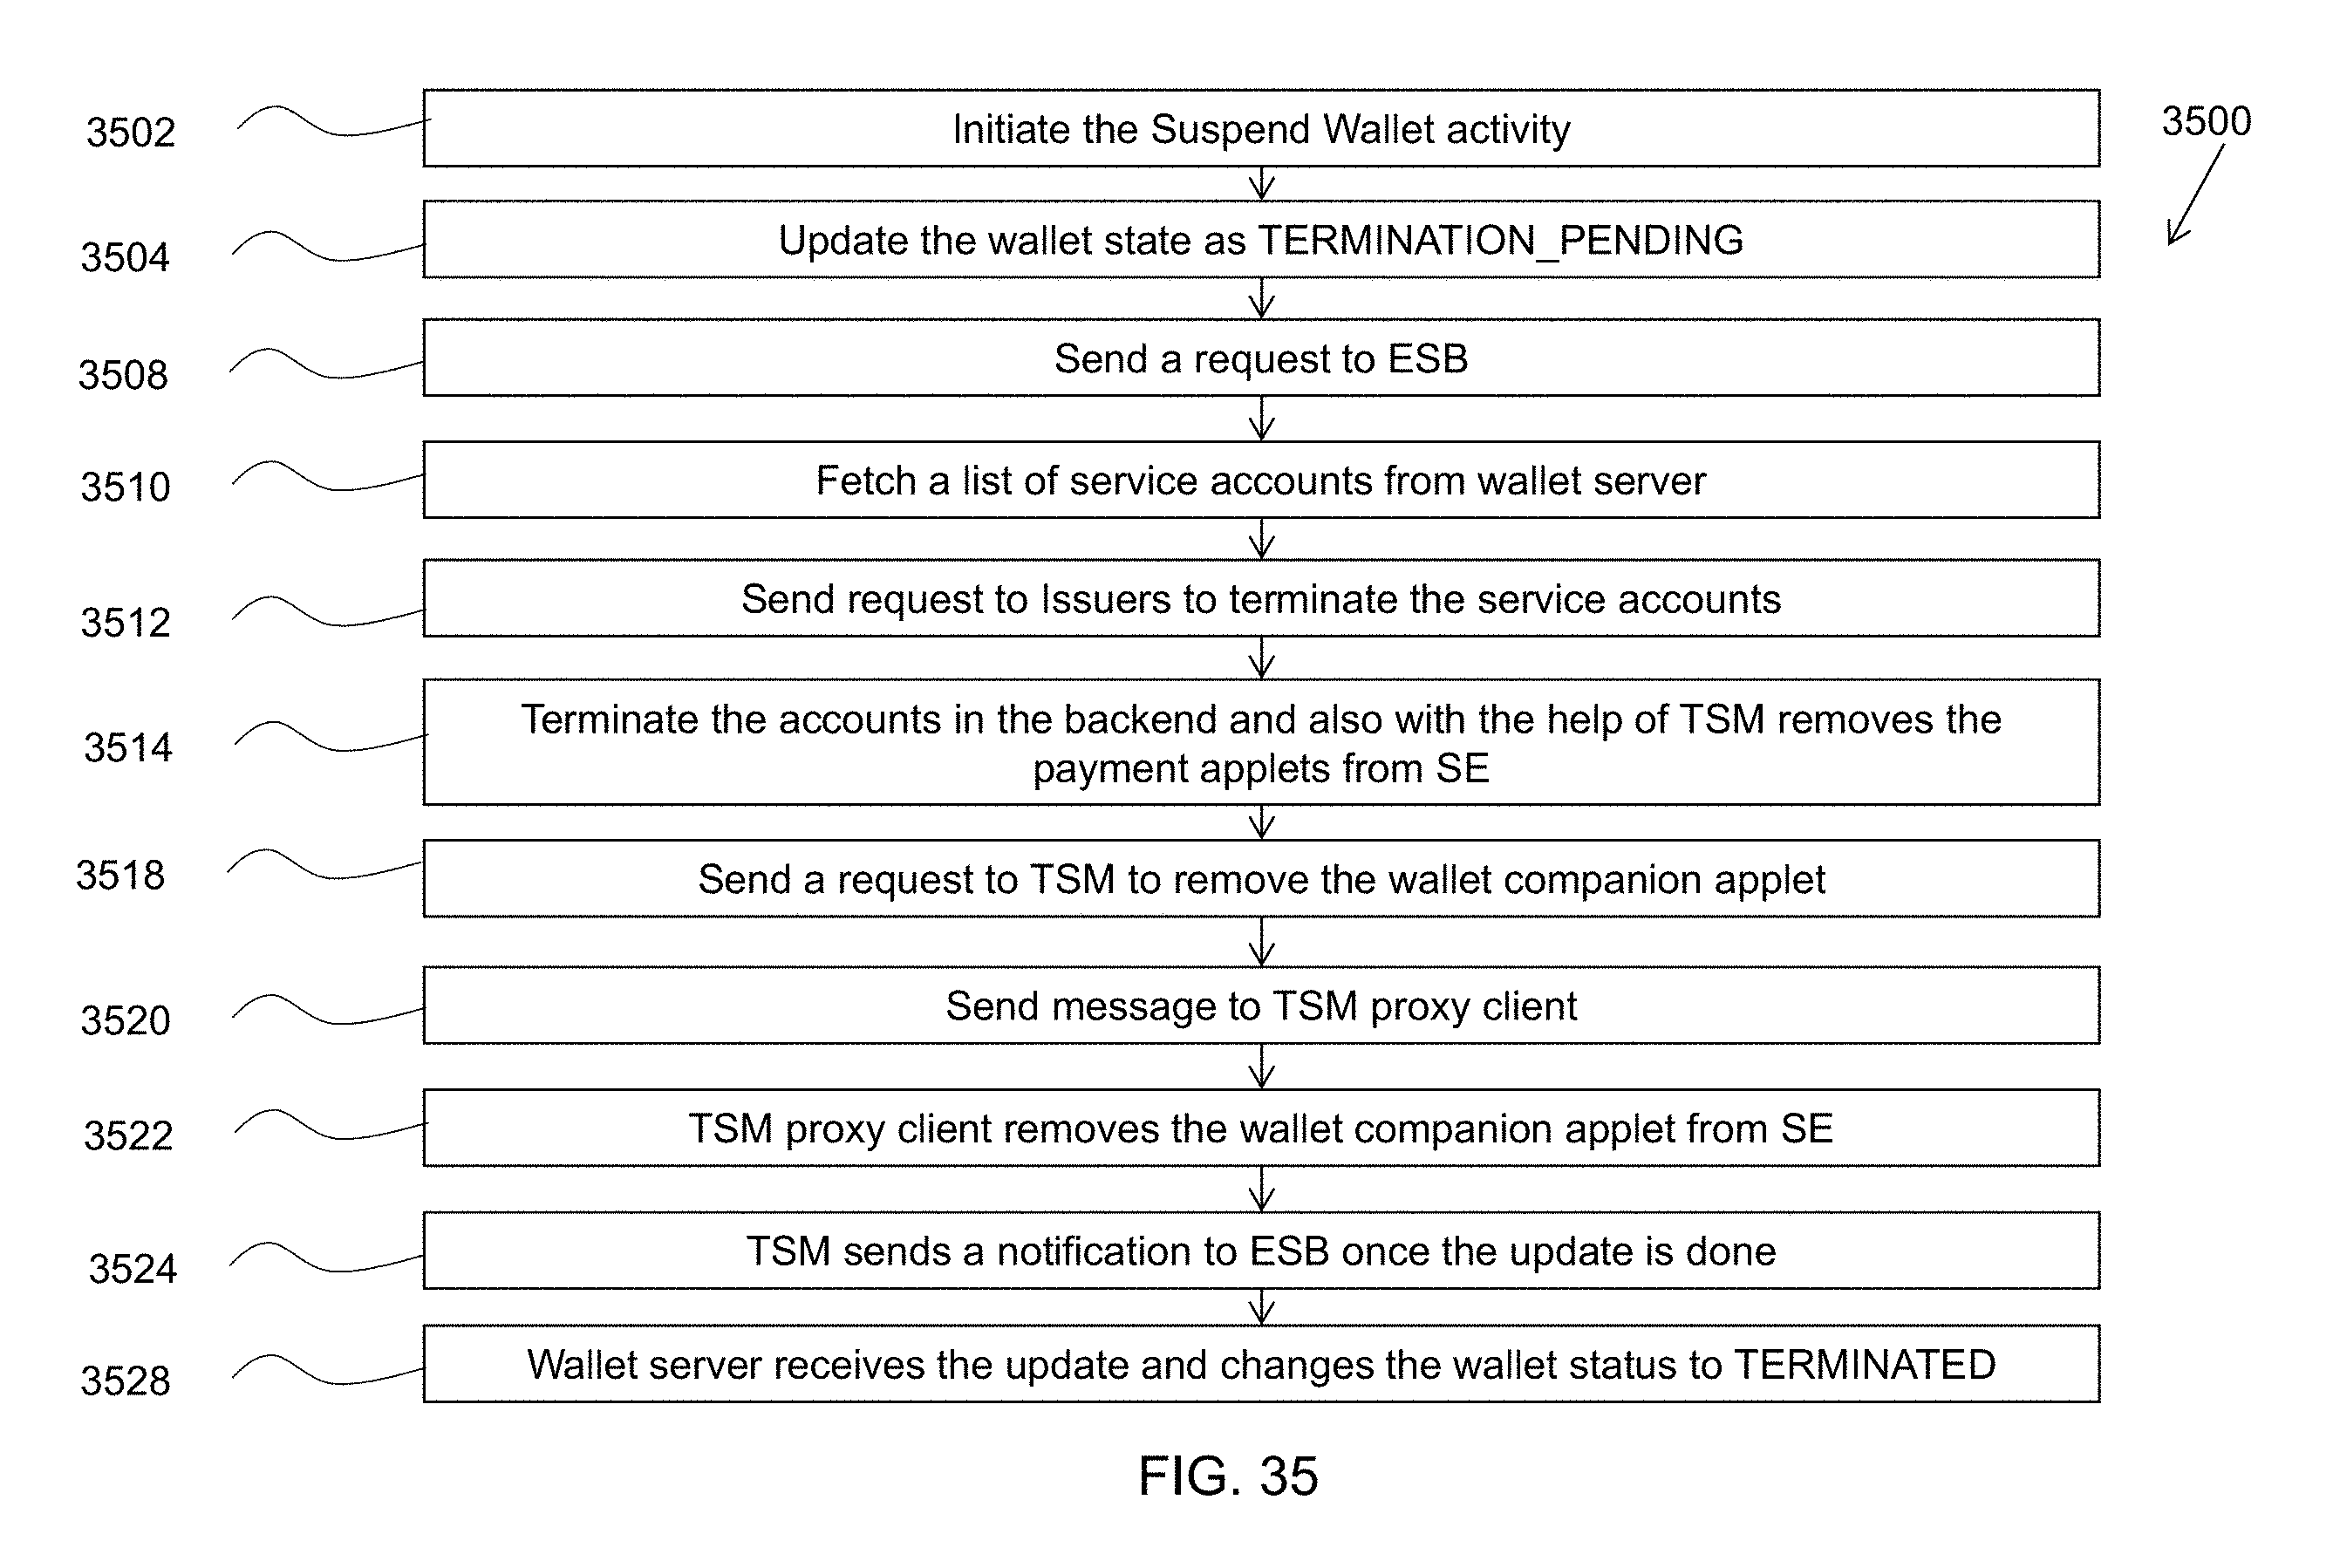 3500
3502 Initiate the Suspend Wallet activity
3504 Update the wallet state as TERMINATION_PENDING
3508 Send a request to ESB
3510 Fetch a list of service accounts from wallet server
3512 Send request to Issuers to terminate the service accounts
3514 Terminate the accounts in the backend and also with the help of TSM removes the
payment applets from SE
3518 Send a request to TSM to remove the wallet companion applet
3520 Send message to TSM proxy client
3522 TSM proxy client removes the wallet companion applet from SE
3524 TSM sends a notification to ESB once the update is done
3528 Wallet server receives the update and changes the wallet status to TERMINATED
FIG. 35